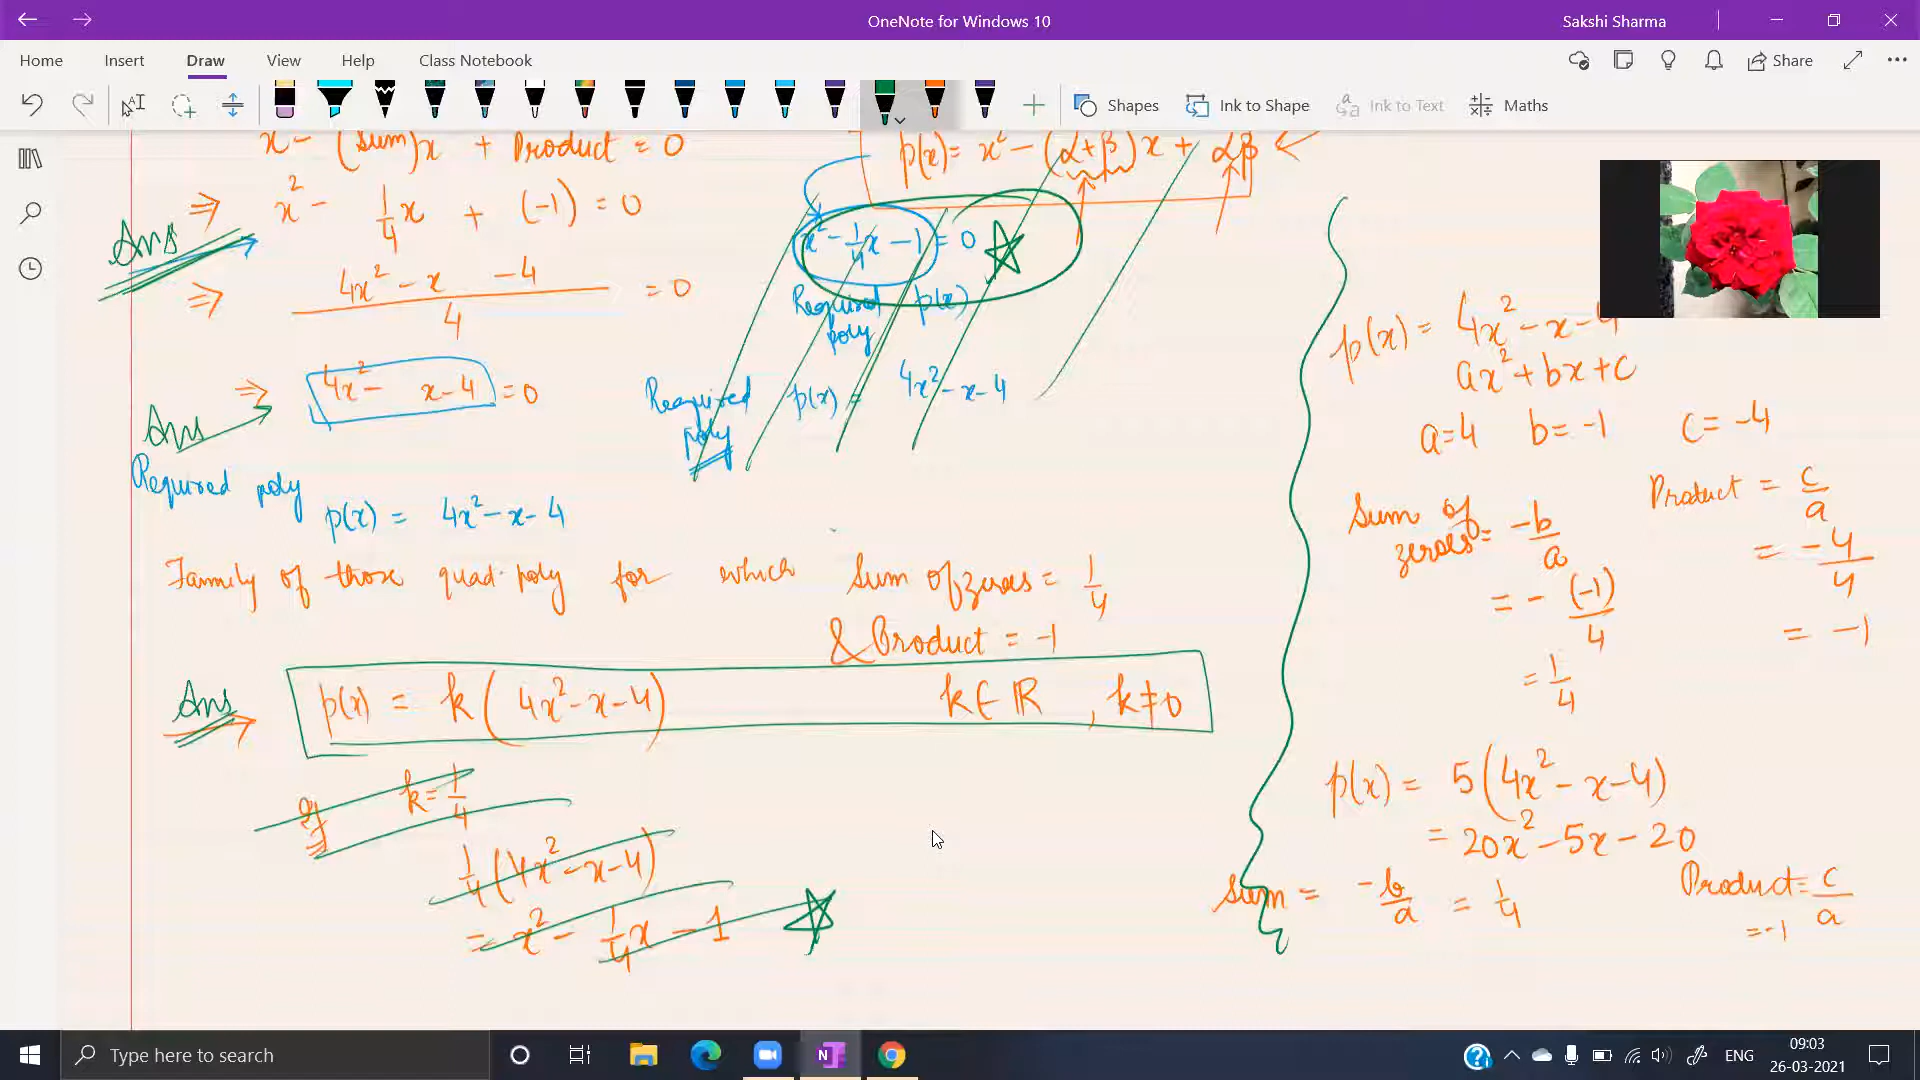 OneNote for Windows 10
Sakshi Sharma
Home Insert Draw View Help Class Notebook
Share
Shapes Ink to Shape Ink to Text Maths
x - (Sum)x + Product = 0
p(x) = x² - (α+β)x + αβ
Ans ⇒ x² - 1/4 x + (-1) = 0
x² - 1/4 x - 1 = 0
Required p(x)
poly
⇒ (4x² - x - 4)/4 = 0
⇒ 4x² - x - 4 = 0
Ans
Required p(x) = 4x² - x - 4
poly
Required poly
p(x) = 4x² - x - 4
Family of those quad. poly for which Sum of zeroes = 1/4
& Product = -1
Ans p(x) = k(4x² - x - 4) k ∈ ℝ, k ≠ 0
k = 1/4
1/4 (4x² - x - 4)
= x² - 1/4 x - 1
p(x) = 4x² - x - 4
ax² + bx + c
a = 4 b = -1 c = -4
Sum of zeroes = -b/a
= -(-1)/4
= 1/4
Product = c/a
= -4/4
= -1
p(x) = 5(4x² - x - 4)
= 20x² - 5x - 20
Sum = -b/a = 1/4
Product = c/a
= -1
Type here to search
ENG
09:03
26-03-2021